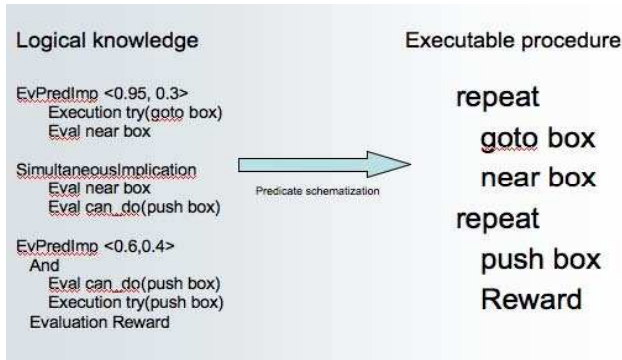 Logical knowledge
EvPredImp <0.95, 0.3>
Execution try(goto box)
Eval near box
SimultaneousImplication
Eval near box
Eval can_do(push box)
EvPredImp <0.6,0.4>
And
Eval can_do(push box)
Execution try(push box)
Evaluation Reward
Predicate schematization
Executable procedure
repeat
goto box
near box
repeat
push box
Reward